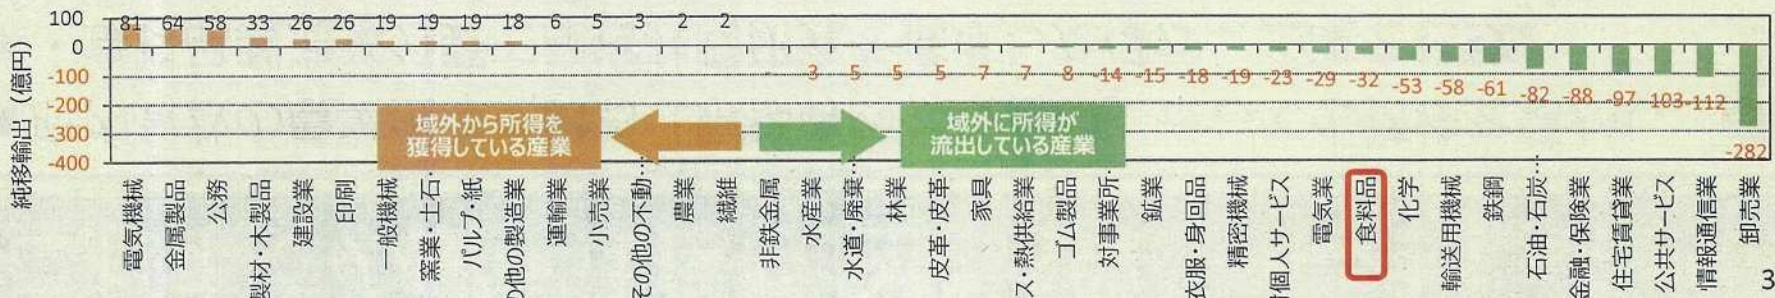 純移輸出（億円）
100
0
-100
-200
-300
-400
81 64 58 33 26 26 19 19 19 18 6 5 3 2 2 - 3 5 5 5 7 7 8 -14 -15 -18 -19 -23 -29 -32 -53 -58 -61 -82 -88 -97 -103 -112 -282
域外から所得を
獲得している産業
域外に所得が
流出している産業
電気機械
金属製品
公務
製材・木製品
建設業
印刷
一般機械
窯業・土石…
パルプ・紙
の他の製造業
運輸業
小売業
その他の不動…
農業
繊維
非鉄金属
水産業
水道・廃棄…
林業
皮革・皮革…
家具
ス・熱供給業
ゴム製品
対事業所…
鉱業
衣服・身回品
精密機械
個人サービス
電気業
食料品
化学
輸送用機械
鉄鋼
石油・石炭…
金融・保険業
住宅賃貸業
公共サービス
情報通信業
卸売業
3